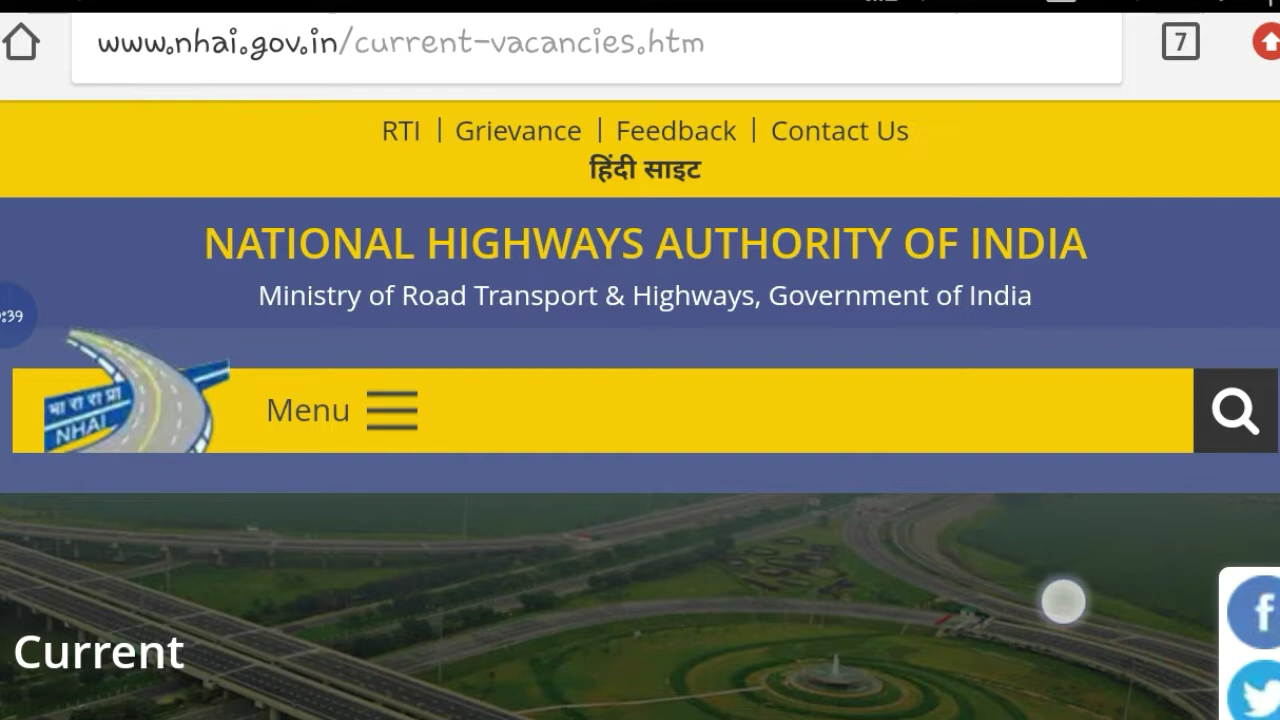 www.nhai.gov.in/current-vacancies.htm
7
RTI | Grievance | Feedback | Contact Us
हिंदी साइट
NATIONAL HIGHWAYS AUTHORITY OF INDIA
Ministry of Road Transport & Highways, Government of India
:39
भा रा रा प्रा
NHAI
Menu
Current